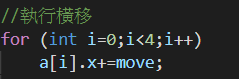 //執行橫移
for (int i=0;i<4;i++)
    a[i].x+=move;